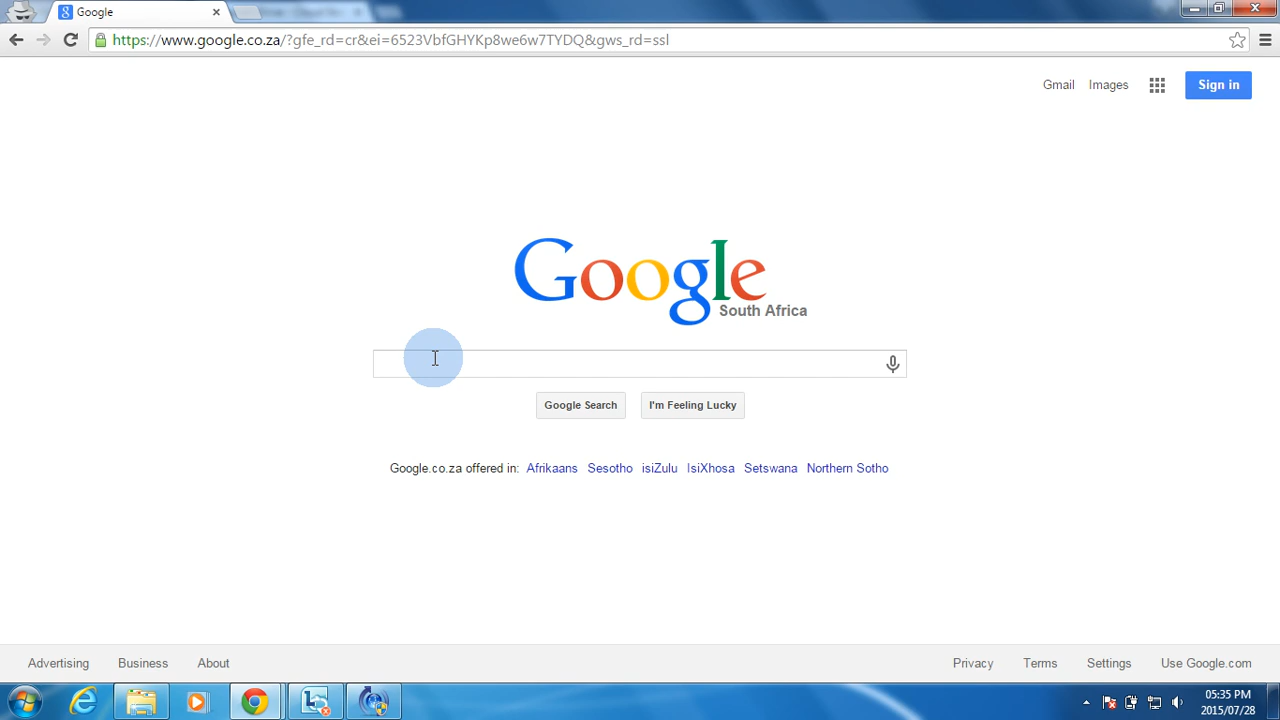 Google
https://www.google.co.za/?gfe_rd=cr&ei=6523VbfGHYKp8we6w7TYDQ&gws_rd=ssl
Gmail Images Sign in
Google
South Africa
Google Search I'm Feeling Lucky
Google.co.za offered in: Afrikaans Sesotho isiZulu IsiXhosa Setswana Northern Sotho
Advertising Business About Privacy Terms Settings Use Google.com
05:35 PM
2015/07/28